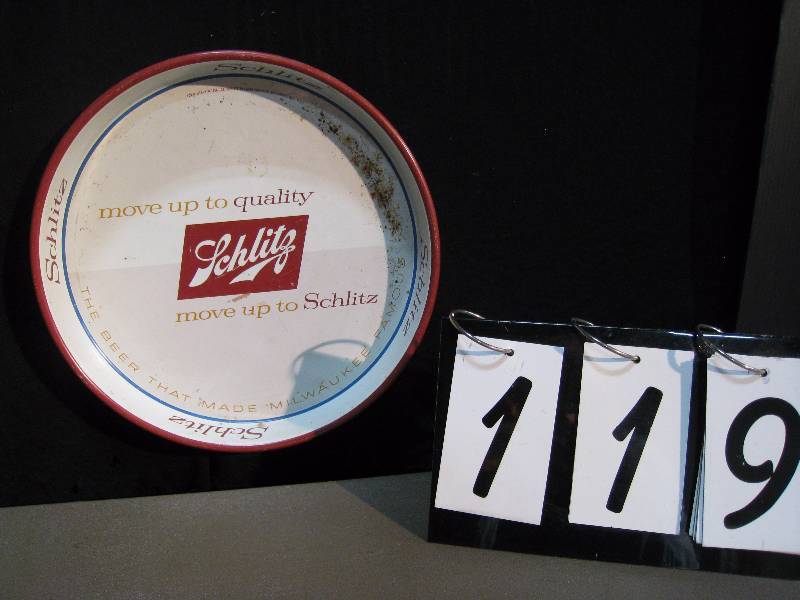 Schlitz
move up to quality
Schlitz
Schlitz
move up to Schlitz
Schlitz
THE BEER THAT MADE MILWAUKEE FAMOUS
Schlitz
119